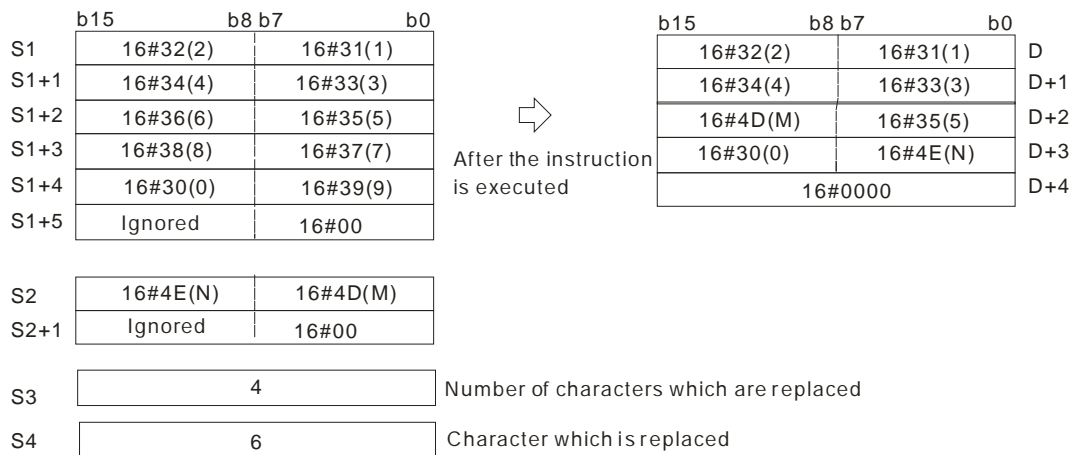 b15 b8 b7 b0
S1 16#32(2) 16#31(1)
S1+1 16#34(4) 16#33(3)
S1+2 16#36(6) 16#35(5)
S1+3 16#38(8) 16#37(7)
S1+4 16#30(0) 16#39(9)
S1+5 Ignored 16#00
After the instruction
is executed
b15 b8 b7 b0
16#32(2) 16#31(1) D
16#34(4) 16#33(3) D+1
16#4D(M) 16#35(5) D+2
16#30(0) 16#4E(N) D+3
16#0000 D+4
S2 16#4E(N) 16#4D(M)
S2+1 Ignored 16#00
S3 4 Number of characters which are replaced
S4 6 Character which is replaced